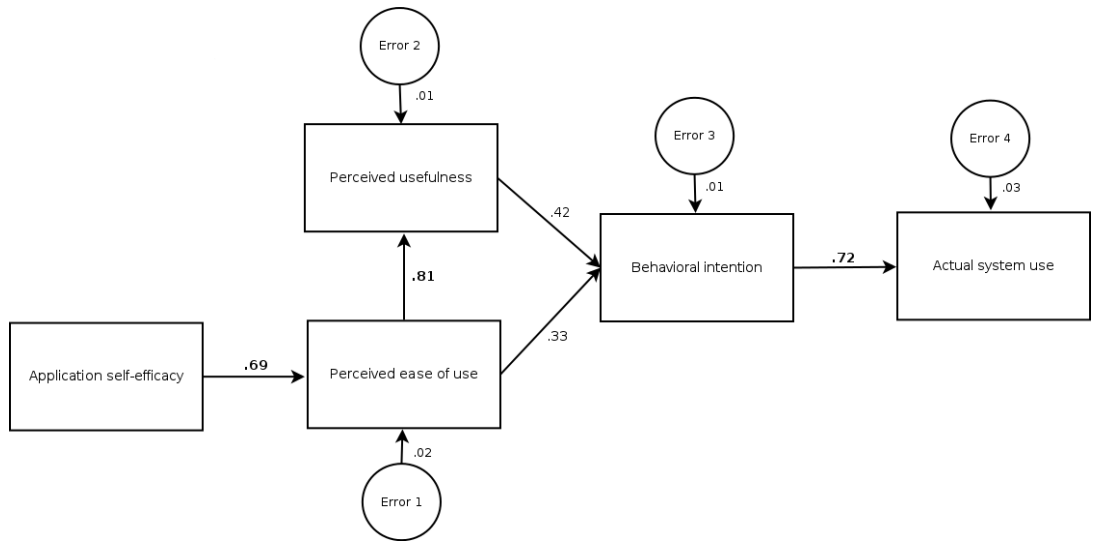 Error 2
.01
Perceived usefulness
Error 3
.01
Error 4
.03
.42
Behavioral intention
.72
Actual system use
.81
.33
Application self-efficacy
.69
Perceived ease of use
.02
Error 1